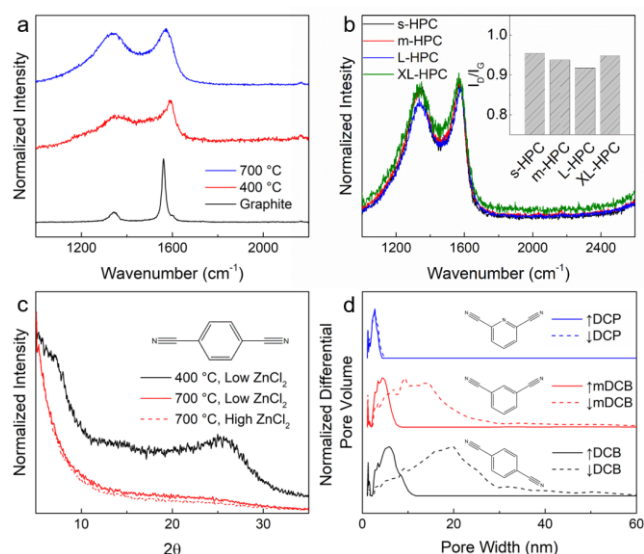 a
Normalized Intensity
700 °C
400 °C
Graphite
1200 1600 2000
Wavenumber (cm⁻¹)
b
Normalized Intesity
s-HPC
m-HPC
L-HPC
XL-HPC
I_D/I_G
1.0
0.9
0.8
s-HPC
m-HPC
L-HPC
XL-HPC
1200 1600 2000 2400
Wavenumber (cm⁻¹)
c
Normalized Intensity
N N
400 °C, Low ZnCl₂
700 °C, Low ZnCl₂
700 °C, High ZnCl₂
10 20 30
2θ
d
Normalized Differential
Pore Volume
N N N
↑DCP
↓DCP
N N
↑mDCB
↓mDCB
N
N
↑DCB
↓DCB
0 20 40 60
Pore Width (nm)